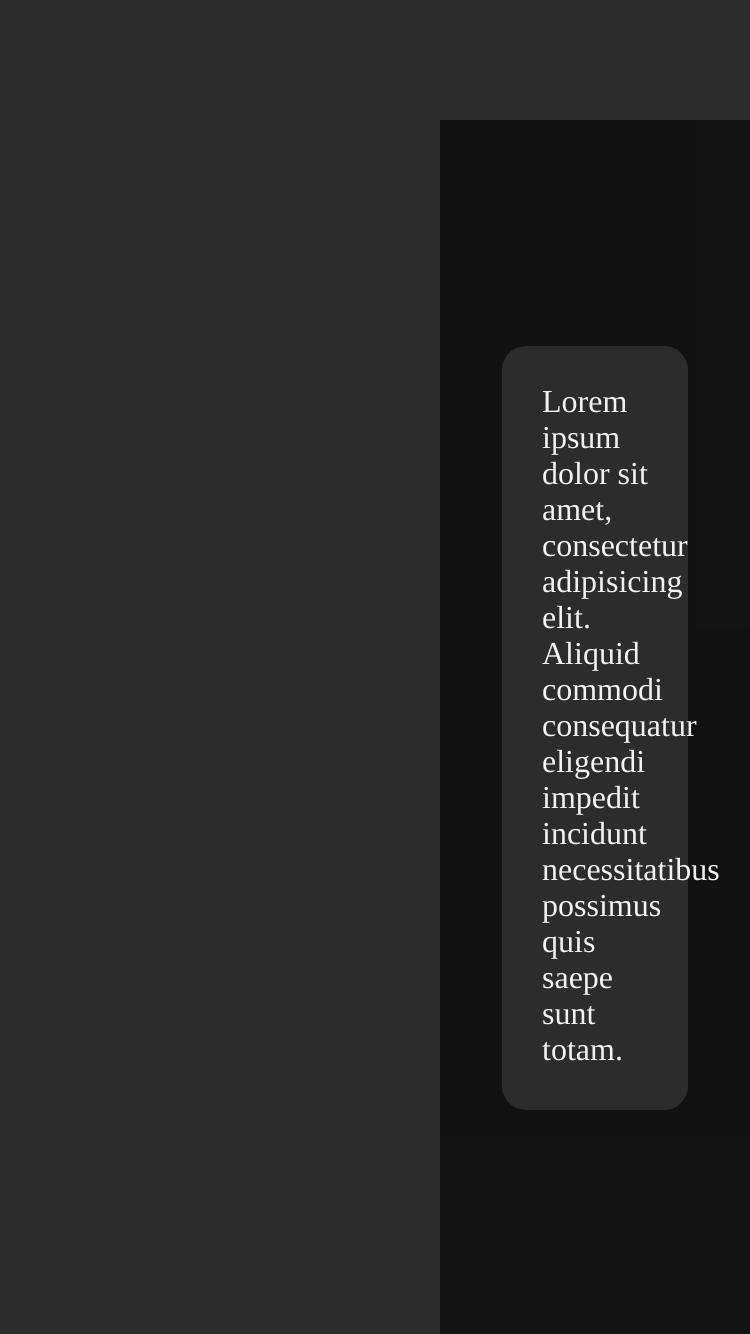 Lorem
ipsum
dolor sit
amet,
consectetur
adipisicing
elit.
Aliquid
commodi
consequatur
eligendi
impedit
incidunt
necessitatibus
possimus
quis
saepe
sunt
totam.